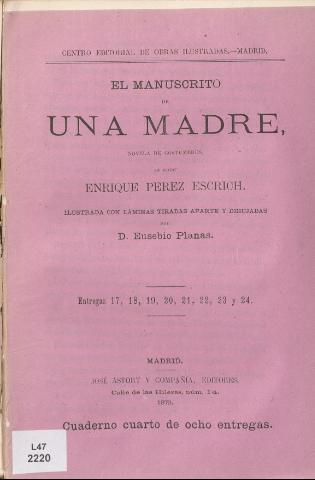 CENTRO EDITORIAL DE OBRAS ILUSTRADAS.—MADRID.
EL MANUSCRITO
DE
UNA MADRE,
NOVELA DE COSTUMBRES,
ENRIQUE PEREZ ESCRICH.
ILUSTRADA CON LÁMINAS TIRADAS APARTE Y DIBUJADAS
POR
D. Eusebio Planas.
Entregas 17, 18, 19, 20, 21, 22, 23 y 24.
MADRID.
JOSÉ ASTORT Y COMPAÑÍA, EDITORES.
Calle de las Hileras, núm. 14.
Cuaderno cuarto de ocho entregas.
L47
2220